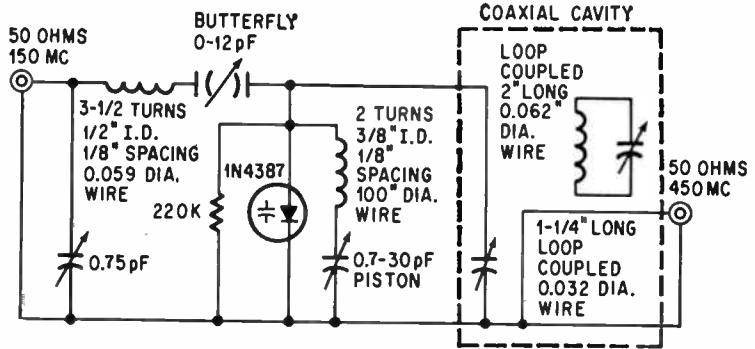 COAXIAL CAVITY
50 OHMS
150 MC
BUTTERFLY
0-12pF
3-1/2 TURNS
1/2" I.D.
1/8" SPACING
0.059 DIA.
WIRE
220K
1N4387
2 TURNS
3/8" I.D.
1/8"
SPACING
100" DIA.
WIRE
0.75pF
0.7-30pF
PISTON
LOOP
COUPLED
2" LONG
0.062"
DIA.
WIRE
50 OHMS
450 MC
1-1/4" LONG
LOOP
COUPLED
0.032 DIA.
WIRE